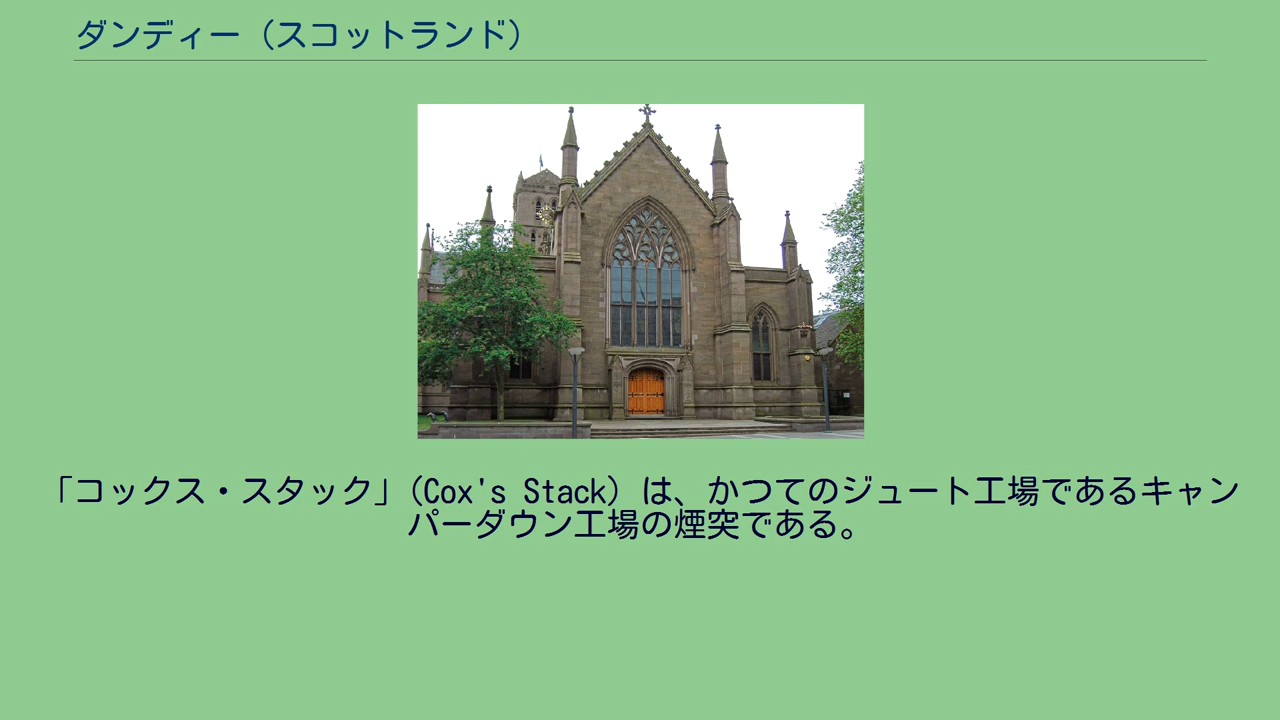 ダンディー（スコットランド）
「コックス・スタック」(Cox's Stack）は、かつてのジュート工場であるキャン
パーダウン工場の煙突である。